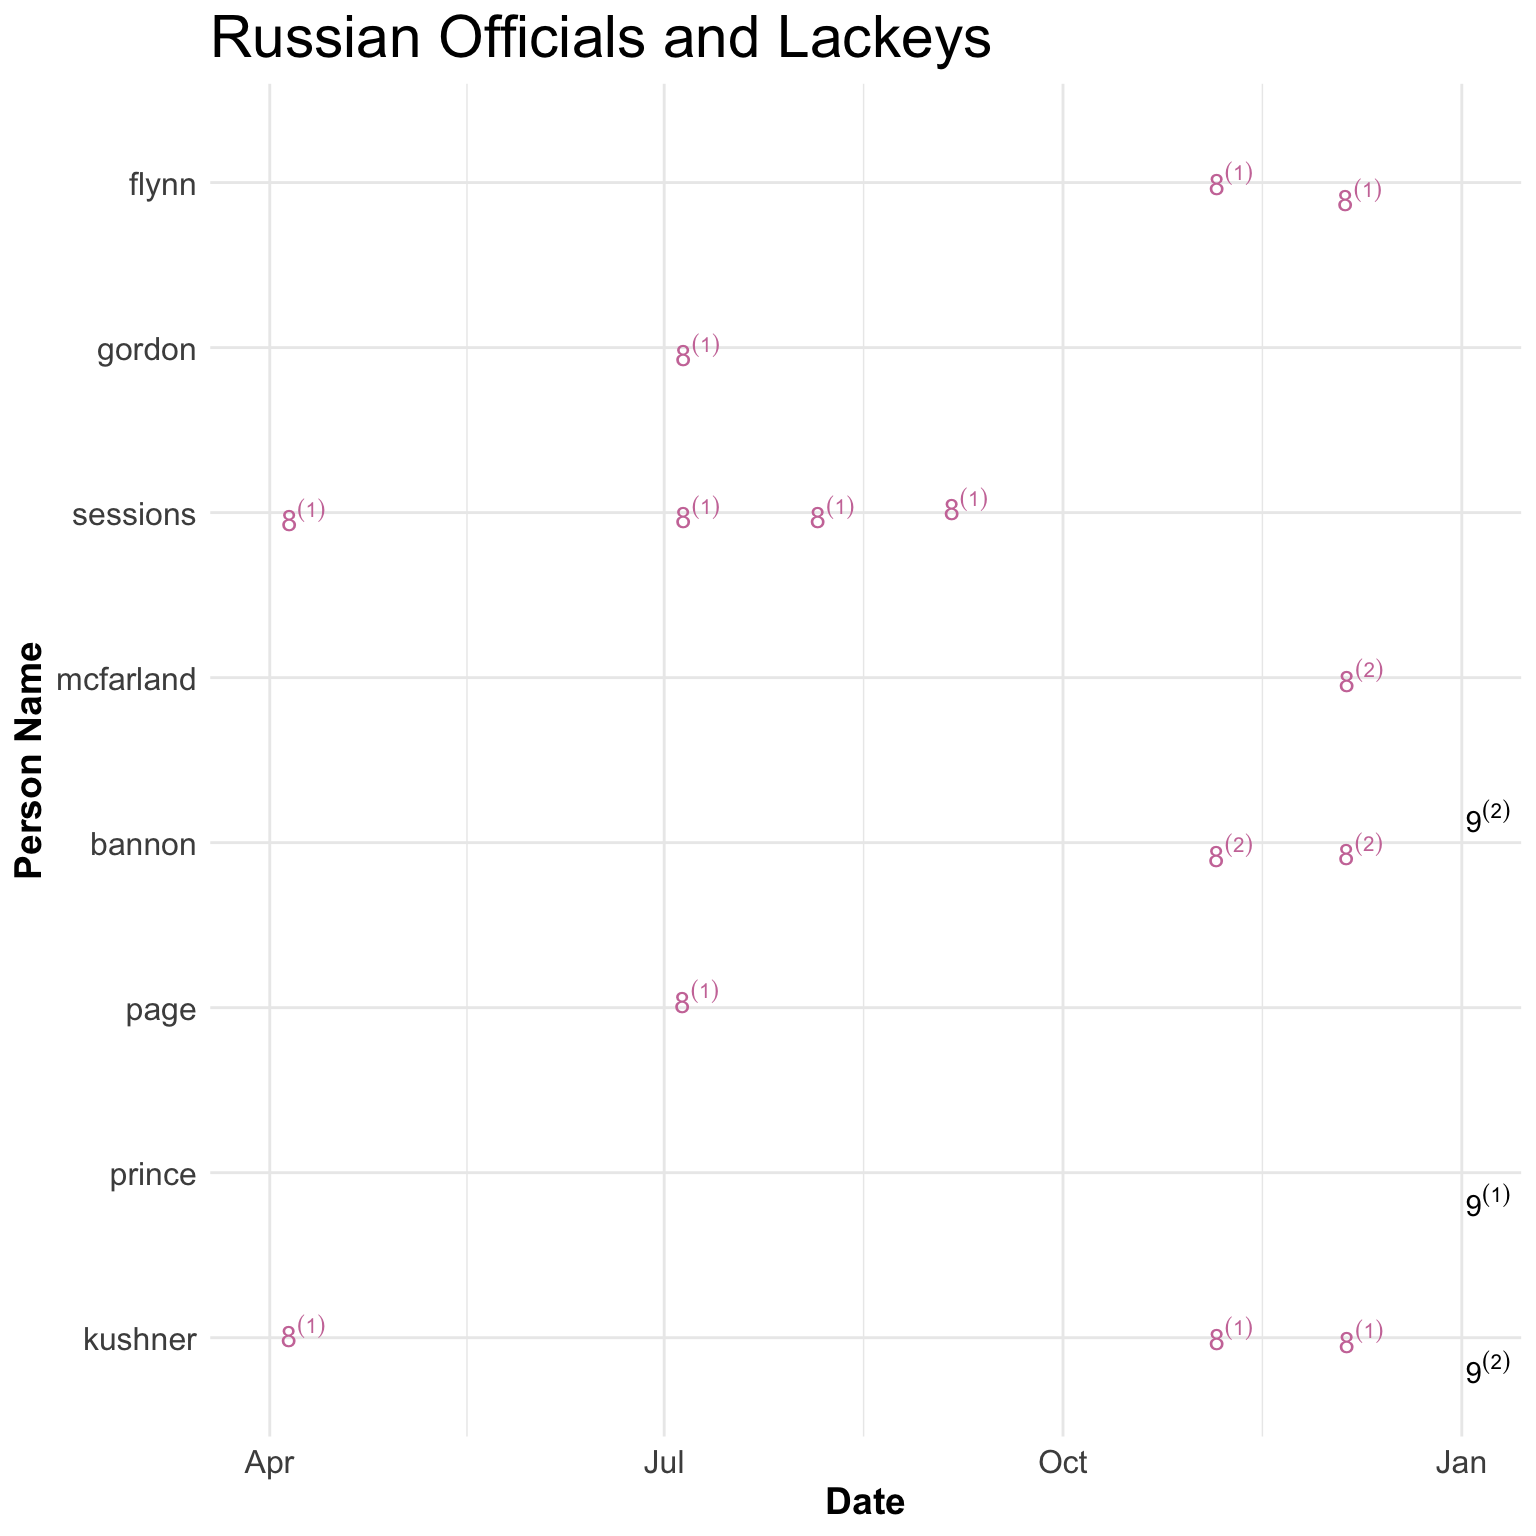 Russian Officials and Lackeys
flynn 8(1) 8(1)
gordon 8(1)
sessions 8(1) 8(1) 8(1) 8(1)
mcfarland 8(2)
9(2)
bannon 8(2) 8(2)
page 8(1)
prince
9(1)
kushner 8(1) 8(1) 8(1)
9(2)
Person Name
Apr Jul Oct Jan
Date